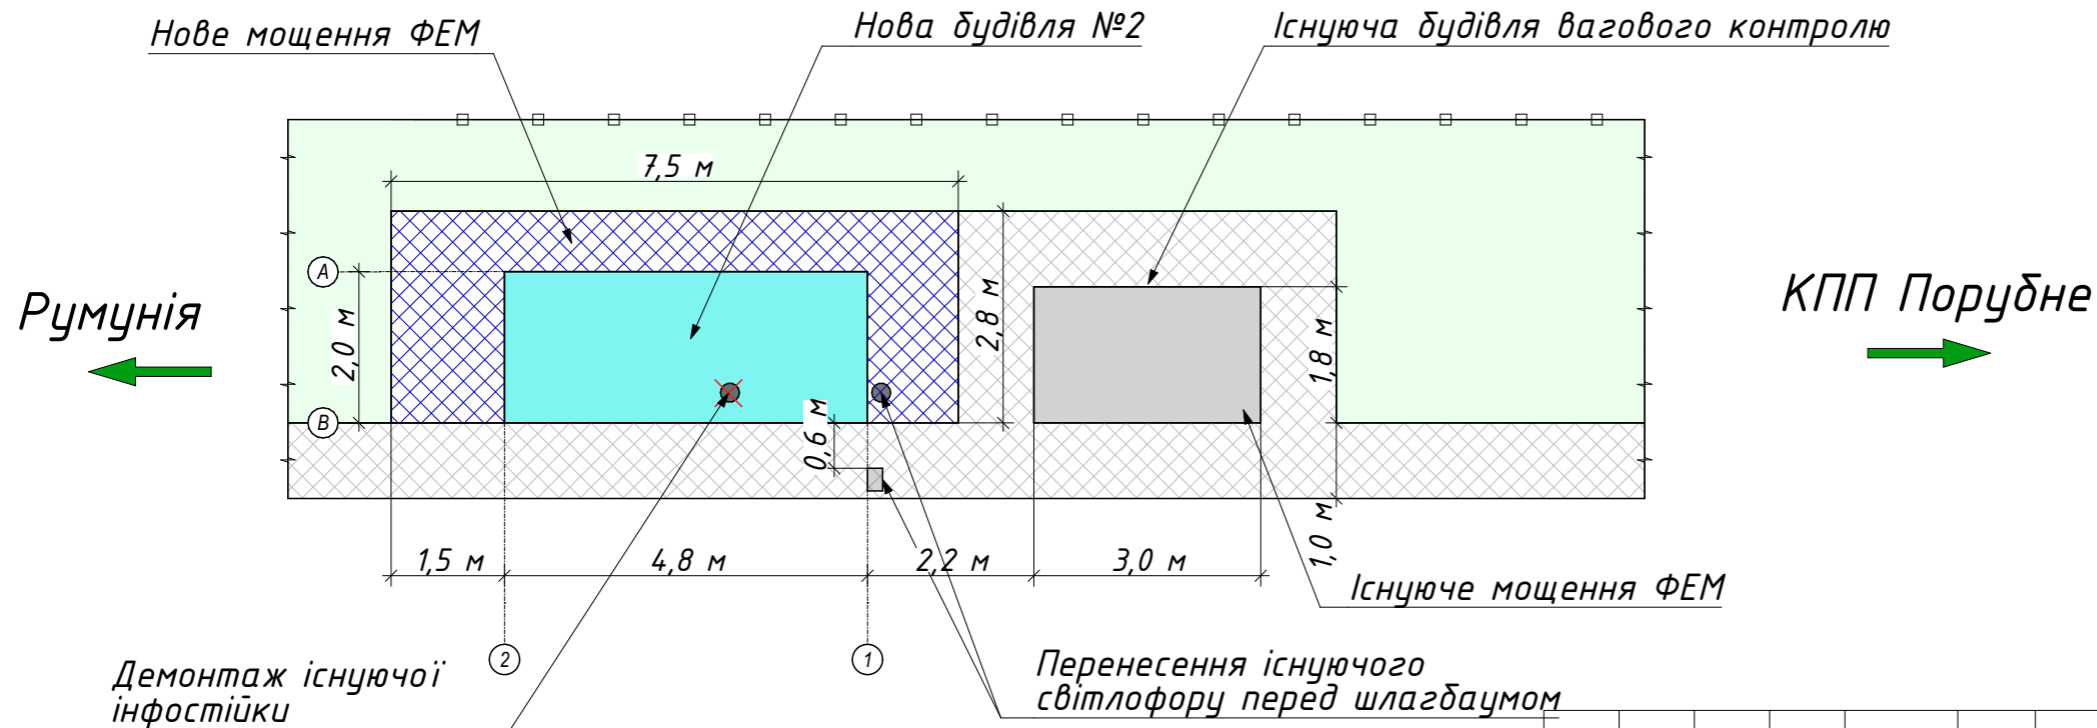 Нове мощення ФЕМ
Нова будівля №2
Існуюча будівля вагового контролю
7,5 м
А
Румунія
2,0 м
2,8 м
1,8 м
КПП Порубне
В
0,6 м
1,0 м
1,5 м
4,8 м
2,2 м
3,0 м
Існуюче мощення ФЕМ
2
1
Демонтаж існуючої
інфостійки
Перенесення існуючого
світлофору перед шлагбаумом